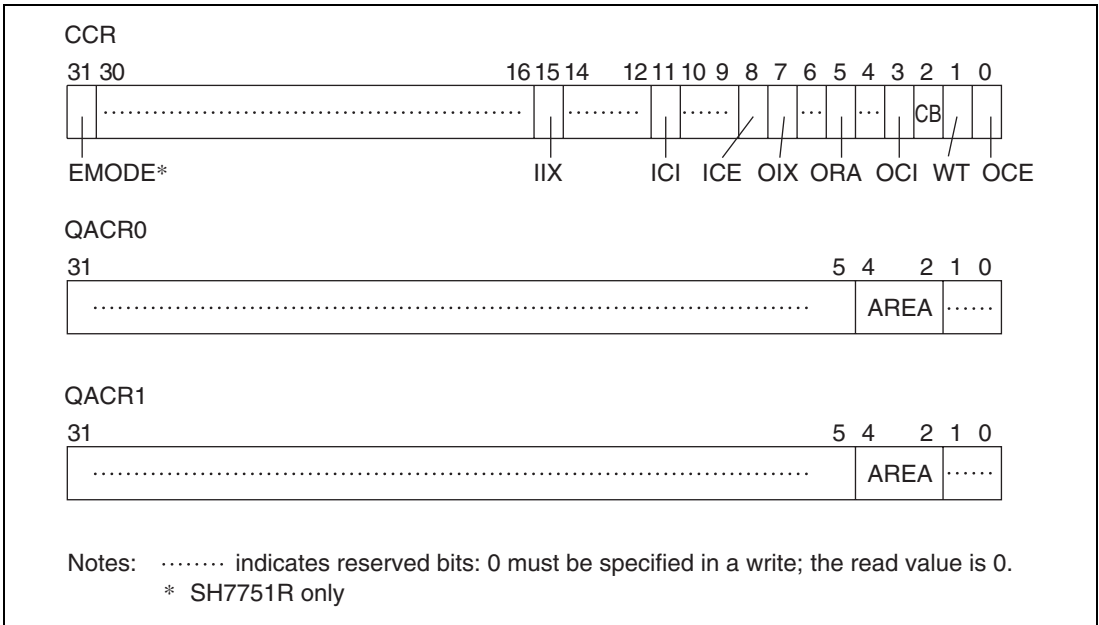 CCR
31 30 16 15 14 12 11 10 9 8 7 6 5 4 3 2 1 0
CB
EMODE* IIX ICI ICE OIX ORA OCI WT OCE
QACR0
31 5 4 2 1 0
AREA
QACR1
31 5 4 2 1 0
AREA
Notes: ········ indicates reserved bits: 0 must be specified in a write; the read value is 0.
* SH7751R only